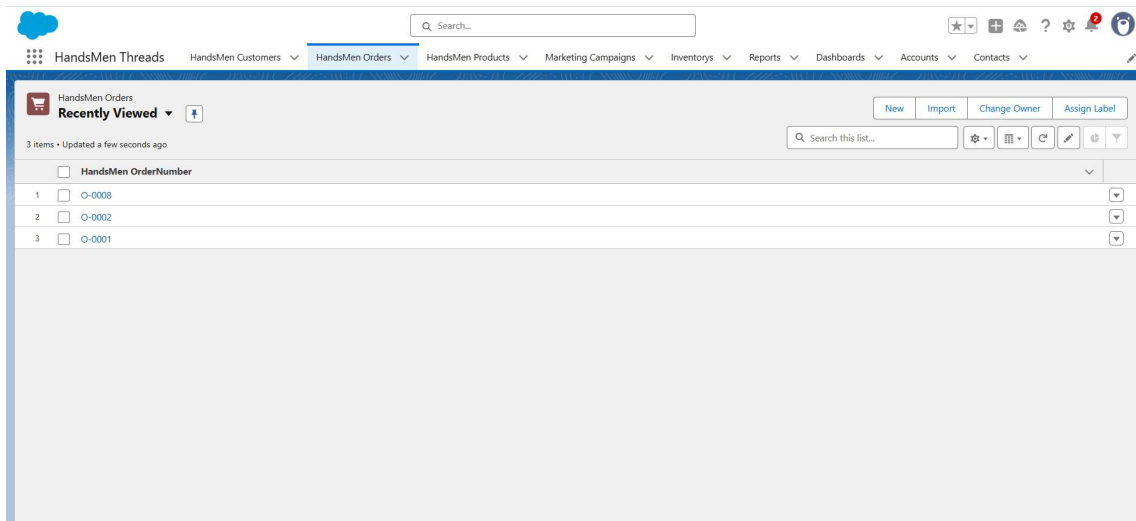 Search...
2
HandsMen Threads HandsMen Customers HandsMen Orders HandsMen Products Marketing Campaigns Inventorys Reports Dashboards Accounts Contacts
HandsMen Orders
Recently Viewed
New Import Change Owner Assign Label
3 items • Updated a few seconds ago
Search this list...
HandsMen OrderNumber
1 O-0008
2 O-0002
3 O-0001